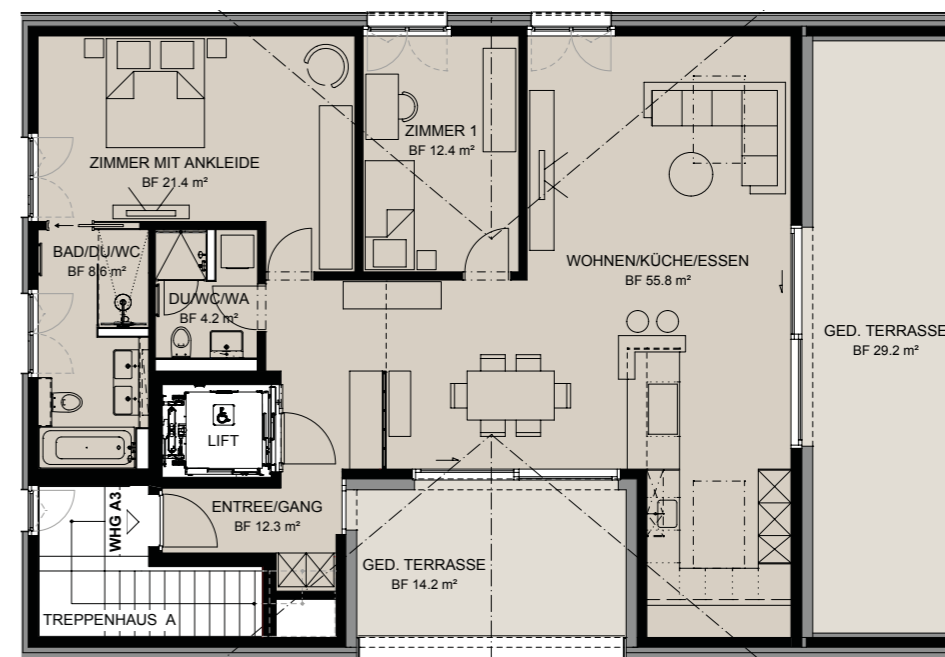 ZIMMER MIT ANKLEIDE
BF 21.4 m²
ZIMMER 1
BF 12.4 m²
BAD/DU/WC
BF 8.6 m²
DU/WC/WA
BF 4.2 m²
WOHNEN/KÜCHE/ESSEN
BF 55.8 m²
GED. TERRASSE
BF 29.2 m²
LIFT
ENTREE/GANG
BF 12.3 m²
WHG A3
GED. TERRASSE
BF 14.2 m²
TREPPENHAUS A